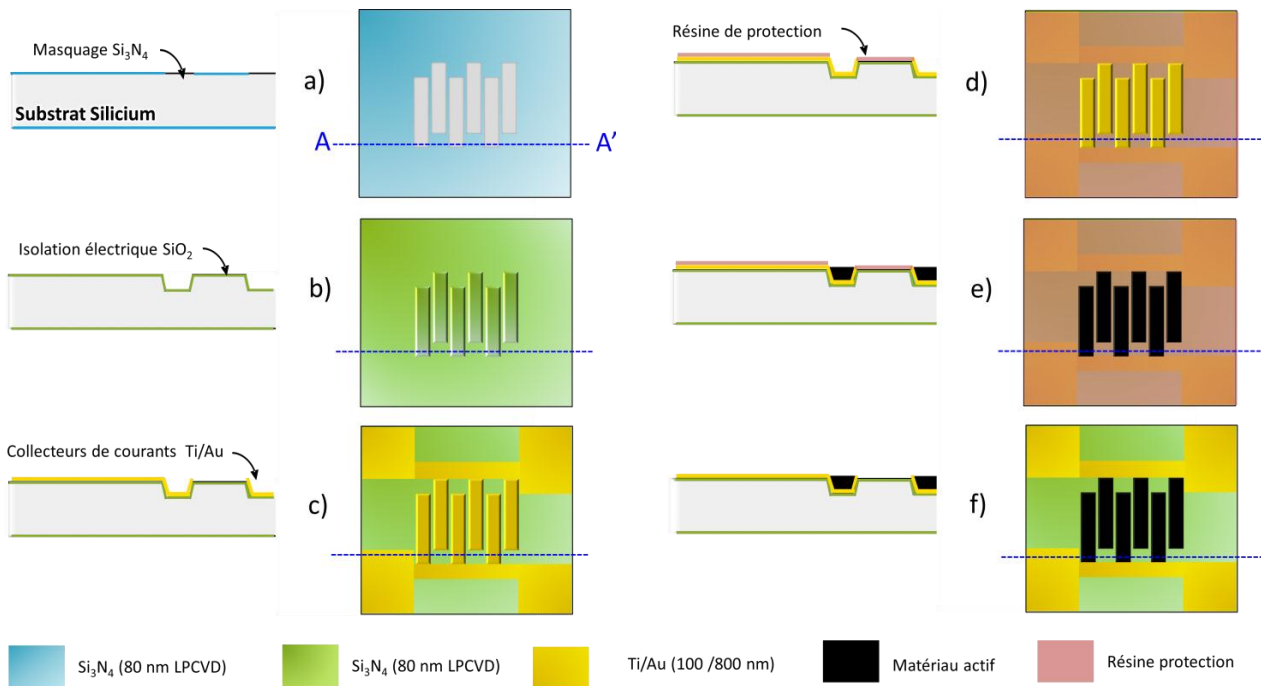 Masquage Si₃N₄
a)
Substrat Silicium
A
A’
Isolation électrique SiO₂
b)
Collecteurs de courants Ti/Au
c)
Résine de protection
d)
e)
f)
Si₃N₄ (80 nm LPCVD)
Si₃N₄ (80 nm LPCVD)
Ti/Au (100 /800 nm)
Matériau actif
Résine protection